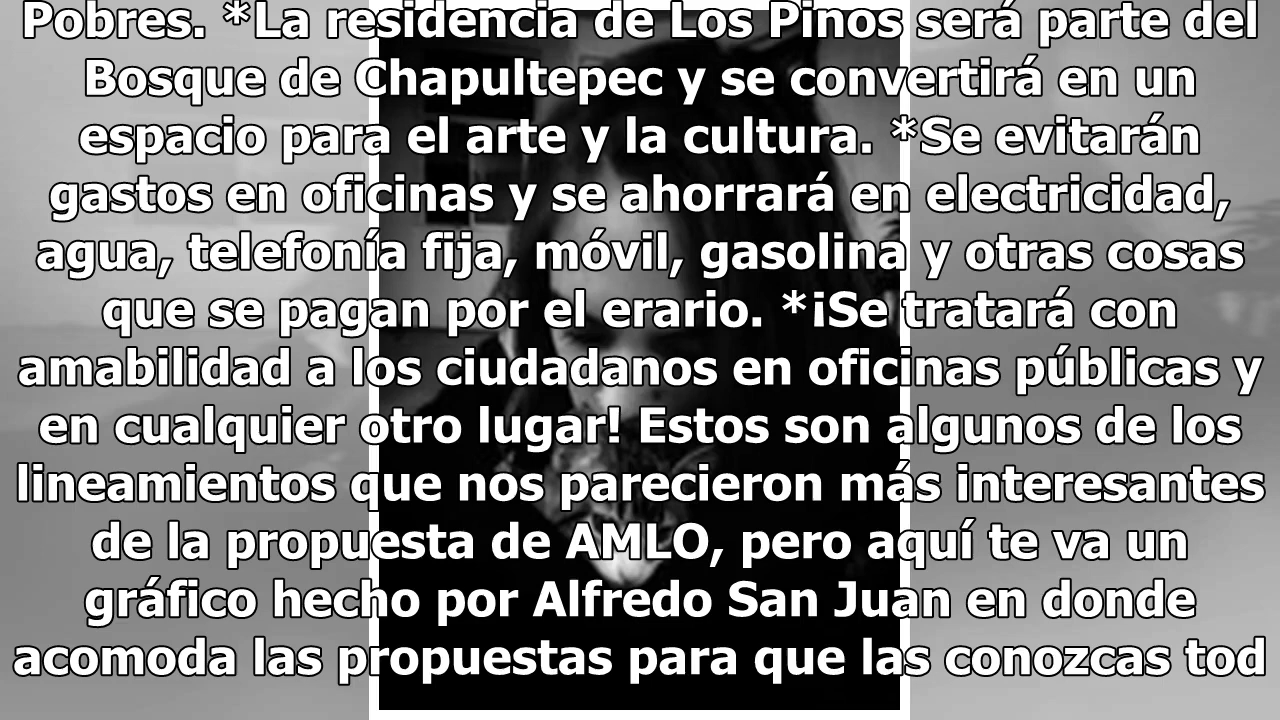 Pobres. *La residencia de Los Pinos será parte del
Bosque de Chapultepec y se convertirá en un
espacio para el arte y la cultura. *Se evitarán
gastos en oficinas y se ahorrará en electricidad,
agua, telefonía fija, móvil, gasolina y otras cosas
que se pagan por el erario. *¡Se tratará con
amabilidad a los ciudadanos en oficinas públicas y
en cualquier otro lugar! Estos son algunos de los
lineamientos que nos parecieron más interesantes
de la propuesta de AMLO, pero aquí te va un
gráfico hecho por Alfredo San Juan en donde
acomoda las propuestas para que las conozcas tod